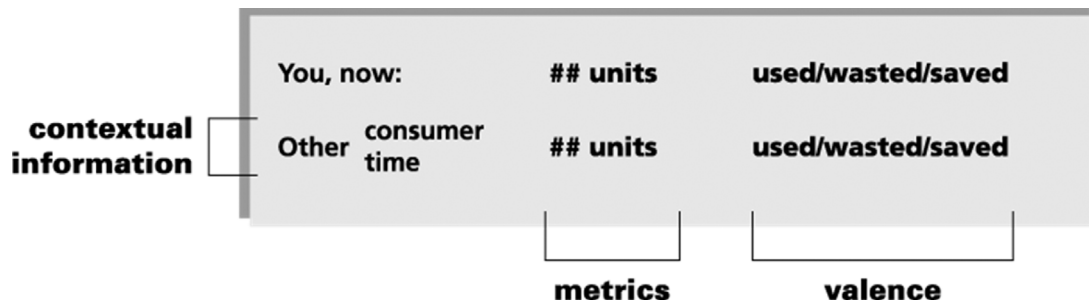 You, now: ## units used/wasted/saved
contextual information
Other consumer time ## units used/wasted/saved
metrics valence